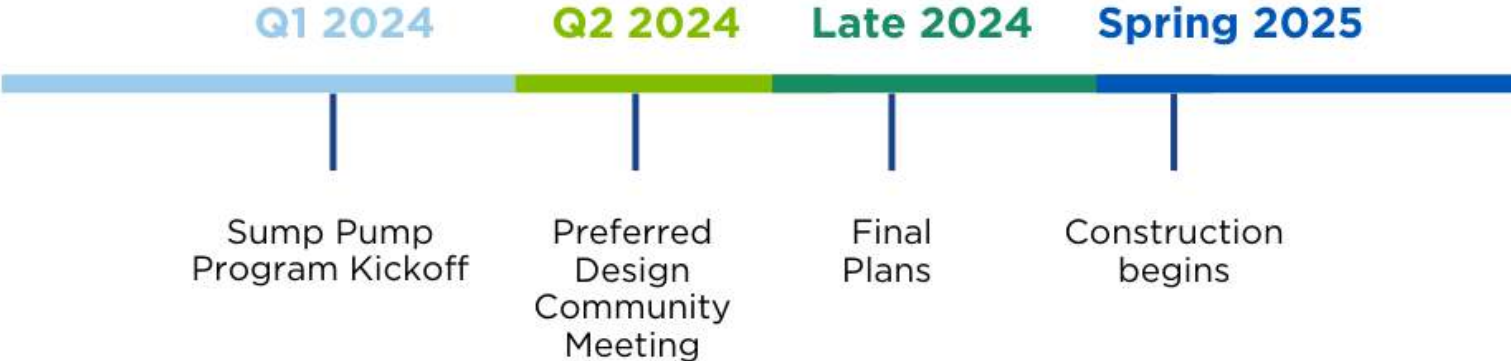 Q1 2024
Q2 2024
Late 2024
Spring 2025
Sump Pump
Program Kickoff
Preferred
Design
Community
Meeting
Final
Plans
Construction
begins